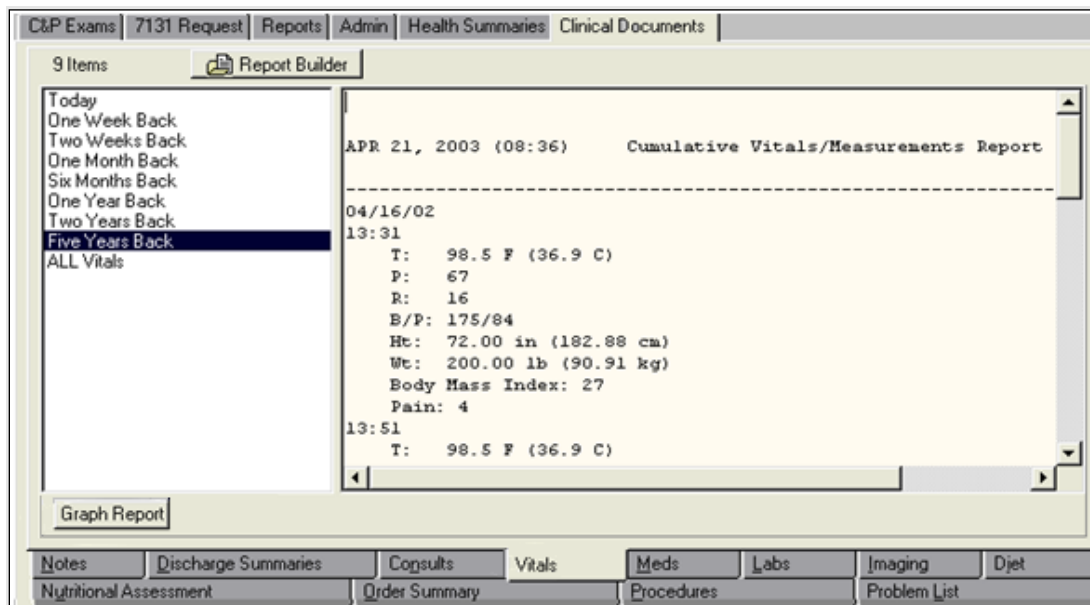 C&P Exams 7131 Request Reports Admin Health Summaries Clinical Documents
9 Items Report Builder
Today
One Week Back
Two Weeks Back
One Month Back
Six Months Back
One Year Back
Two Years Back
Five Years Back
ALL Vitals
APR 21, 2003 (08:36) Cumulative Vitals/Measurements Report
--------------------------------------------------------------------
04/16/02
13:31
T: 98.5 F (36.9 C)
P: 67
R: 16
B/P: 175/84
Ht: 72.00 in (182.88 cm)
Wt: 200.00 lb (90.91 kg)
Body Mass Index: 27
Pain: 4
13:51
T: 98.5 F (36.9 C)
Graph Report
Notes Discharge Summaries Consults Vitals Meds Labs Imaging Diet
Nutritional Assessment Order Summary Procedures Problem List